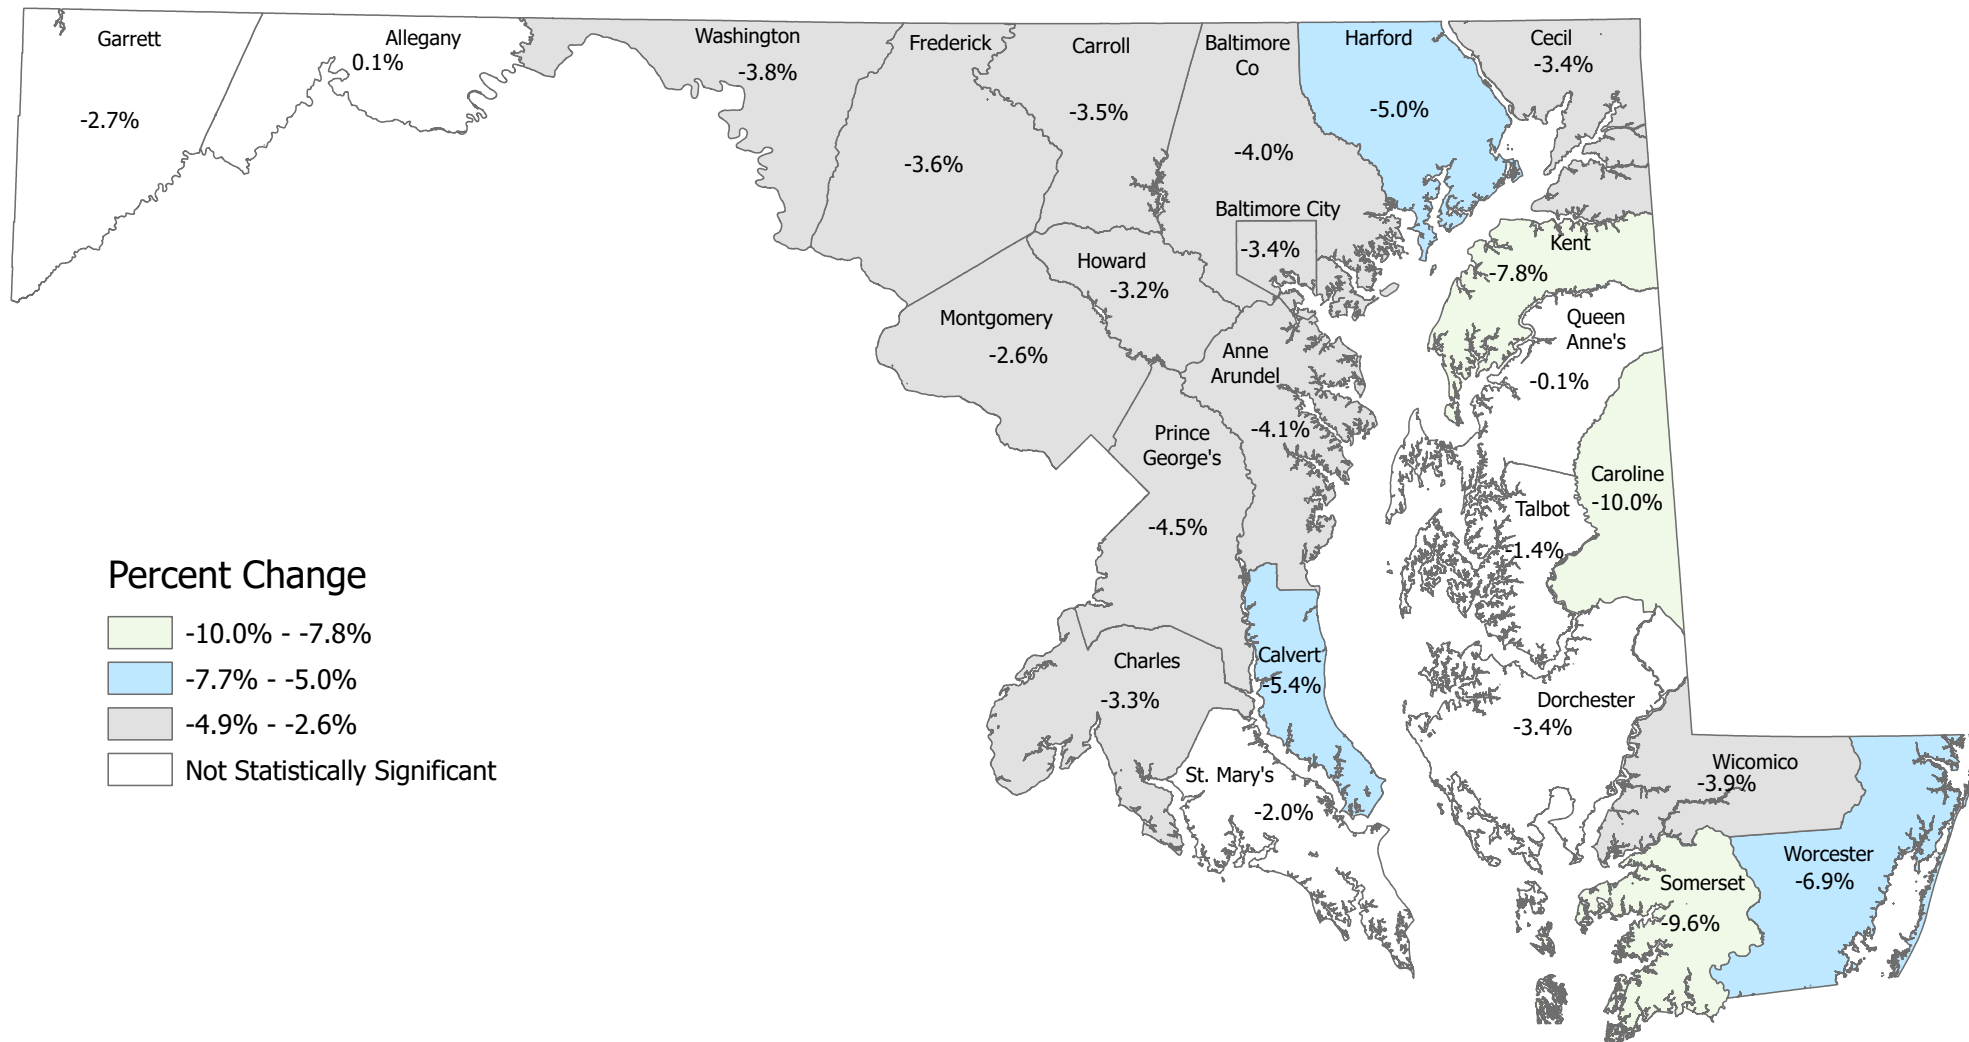 Garrett
-2.7%
Allegany
0.1%
Washington
-3.8%
Frederick
-3.6%
Carroll
-3.5%
Baltimore
Co
-4.0%
Harford
-5.0%
Cecil
-3.4%
Baltimore City
-3.4%
Howard
-3.2%
Montgomery
-2.6%
Kent
-7.8%
Queen
Anne's
-0.1%
Anne
Arundel
-4.1%
Prince
George's
-4.5%
Caroline
-10.0%
Talbot
-1.4%
Calvert
-5.4%
Charles
-3.3%
Dorchester
-3.4%
St. Mary's
-2.0%
Wicomico
-3.9%
Worcester
-6.9%
Somerset
-9.6%
Percent Change
-10.0% - -7.8%
-7.7% - -5.0%
-4.9% - -2.6%
Not Statistically Significant